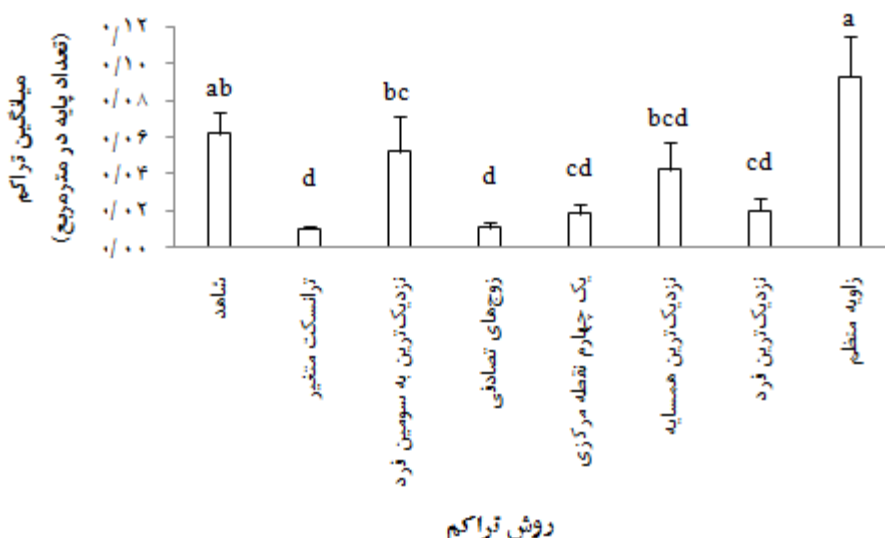 میانگین تراکم
(تعداد پایه در مترمربع)
۰/۱۲
۰/۱۰
۰/۰۸
۰/۰۶
۰/۰۴
۰/۰۲
۰/۰۰
ab
d
bc
d
cd
bcd
cd
a
شاهد
ترانسکت متغیر
نزدیک‌ترین به سومین فرد
زوج‌های تصادفی
یک چهارم نقطه مرکزی
نزدیک‌ترین همسایه
نزدیک‌ترین فرد
زاویه منظم
روش تراکم